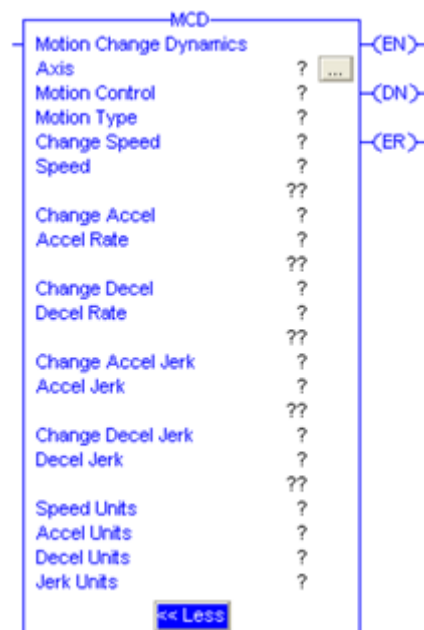 MCD
Motion Change Dynamics (EN)
Axis ? ...
Motion Control ? (DN)
Motion Type ?
Change Speed ? (ER)
Speed ?
??
Change Accel ?
Accel Rate ?
??
Change Decel ?
Decel Rate ?
??
Change Accel Jerk ?
Accel Jerk ?
??
Change Decel Jerk ?
Decel Jerk ?
??
Speed Units ?
Accel Units ?
Decel Units ?
Jerk Units ?
<< Less